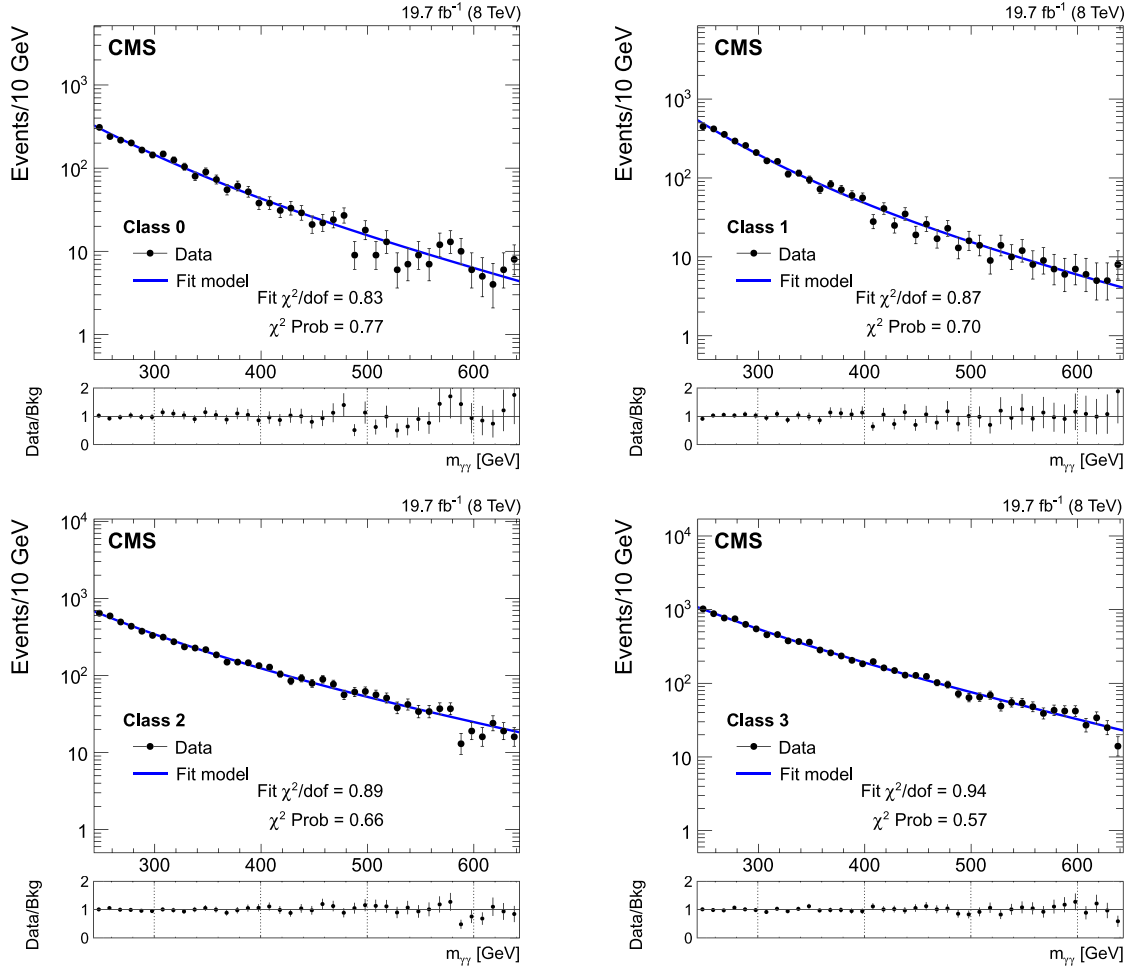 19.7 fb⁻¹ (8 TeV)
CMS
Events/10 GeV
10³
10²
10
1
Class 0
Data
Fit model
Fit χ²/dof = 0.83
χ² Prob = 0.77
300 400 500 600
Data/Bkg
2
1
0
mγγ [GeV]
19.7 fb⁻¹ (8 TeV)
CMS
Events/10 GeV
10³
10²
10
1
Class 1
Data
Fit model
Fit χ²/dof = 0.87
χ² Prob = 0.70
300 400 500 600
Data/Bkg
2
1
0
mγγ [GeV]
19.7 fb⁻¹ (8 TeV)
CMS
Events/10 GeV
10⁴
10³
10²
10
1
Class 2
Data
Fit model
Fit χ²/dof = 0.89
χ² Prob = 0.66
300 400 500 600
Data/Bkg
2
1
0
mγγ [GeV]
19.7 fb⁻¹ (8 TeV)
CMS
Events/10 GeV
10⁴
10³
10²
10
1
Class 3
Data
Fit model
Fit χ²/dof = 0.94
χ² Prob = 0.57
300 400 500 600
Data/Bkg
2
1
0
mγγ [GeV]